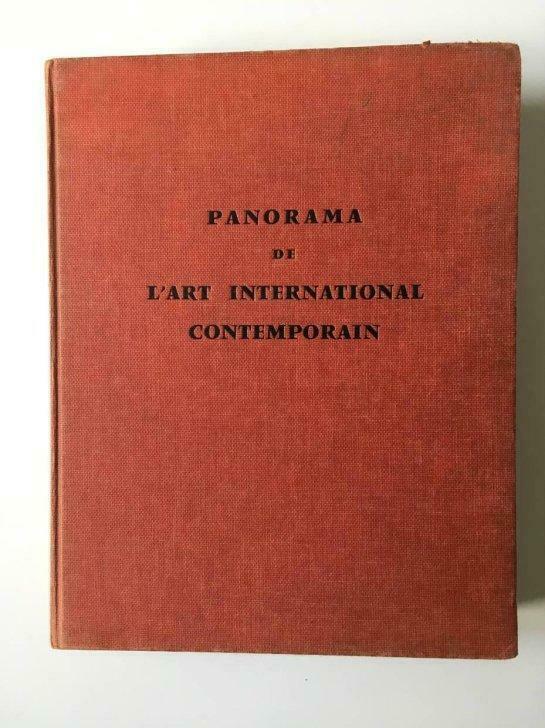 PANORAMA
DE
L'ART INTERNATIONAL
CONTEMPORAIN